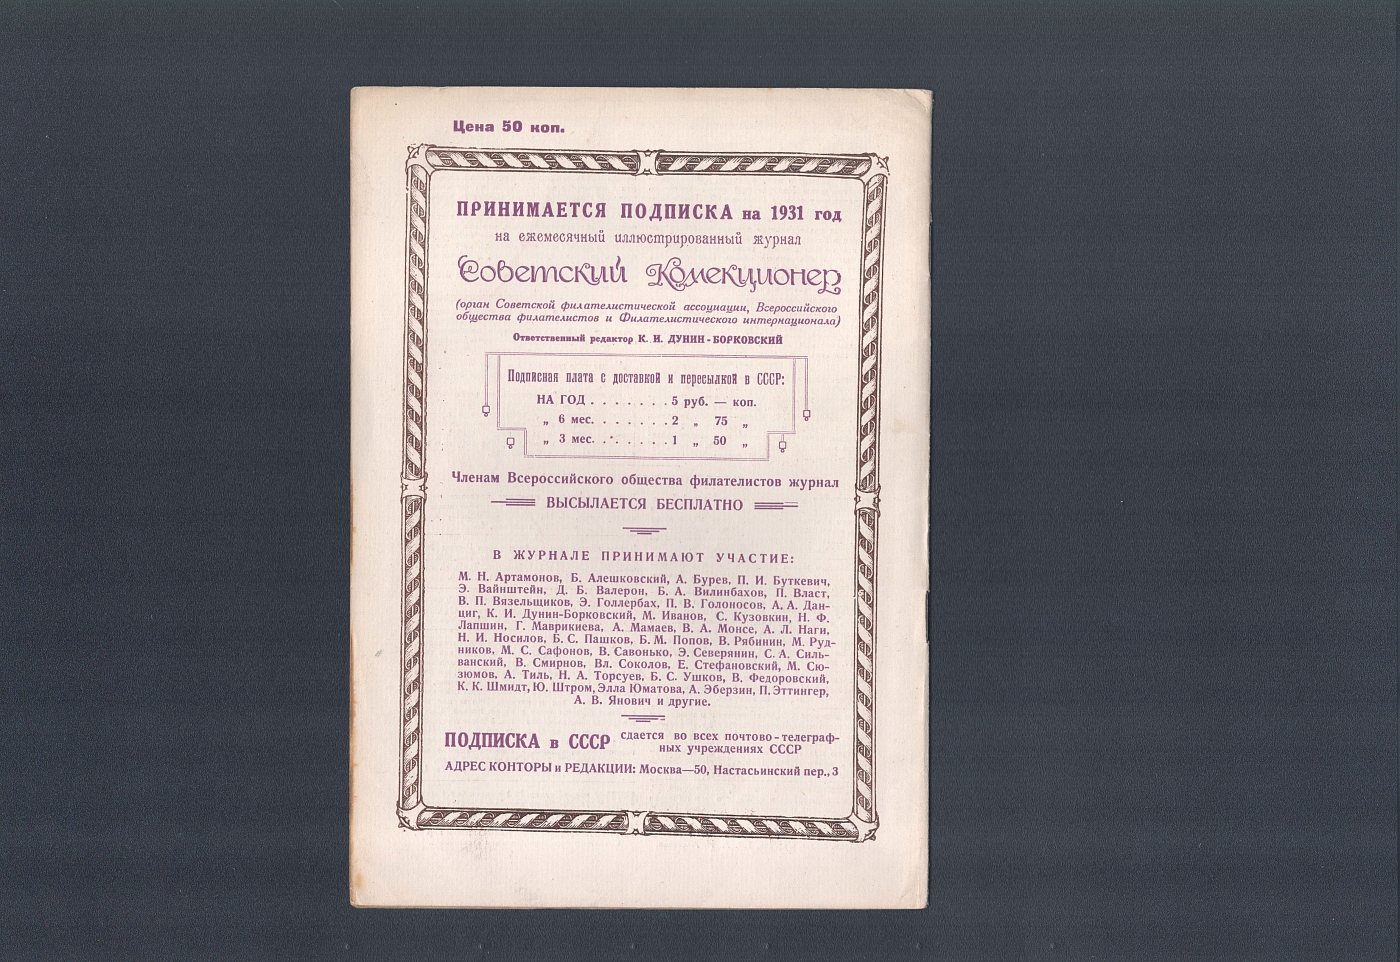 Цена 50 коп.
ПРИНИМАЕТСЯ ПОДПИСКА на 1931 год
на ежемесячный иллюстрированный журнал
Советский Коллекционер
(орган Советской филателистической ассоциации, Всероссийского
общества филателистов и Филателистического интернационала)
Ответственный редактор К. И. ДУНИН-БОРКОВСКИЙ
Подписная плата с доставкой и пересылкой в СССР:
НА ГОД . . . . . . . 5 руб. — коп.
„ 6 мес. . . . . . . 2 „ 75 „
„ 3 мес. . . . . . . 1 „ 50 „
Членам Всероссийского общества филателистов журнал
ВЫСЫЛАЕТСЯ БЕСПЛАТНО
В ЖУРНАЛЕ ПРИНИМАЮТ УЧАСТИЕ:
М. Н. Артамонов, Б. Алешковский, А. Бурев, П. И. Буткевич,
Э. Вайнштейн, Д. Б. Валерон, Б. А. Вилинбахов, П. Власт,
В. П. Вязельщиков, Э. Голлербах, П. В. Голоносов, А. А. Дан-
циг, К. И. Дунин-Борковский, М. Иванов, С. Кузовкин, Н. Ф.
Лапшин, Г. Маврикиева, А. Мамаев, В. А. Монсе, А. Л. Наги,
Н. И. Носилов, Б. С. Пашков, Б. М. Попов, В. Рябинин, М. Руд-
ников, М. С. Сафонов, В. Савонько, Э. Северянин, С. А. Силь-
ванский, В. Смирнов, Вл. Соколов, Е. Стефановский, М. Сю-
зюмов, А. Тиль, Н. А. Торсуев, Б. С. Ушков, В. Федоровский,
К. К. Шмидт, Ю. Штром, Элла Юматова, А. Эберзин, П. Эттингер,
А. В. Янович и другие.
ПОДПИСКА в СССР сдается во всех почтово-телеграф-
ных учреждениях СССР
АДРЕС КОНТОРЫ и РЕДАКЦИИ: Москва—50, Настасьинский пер., 3